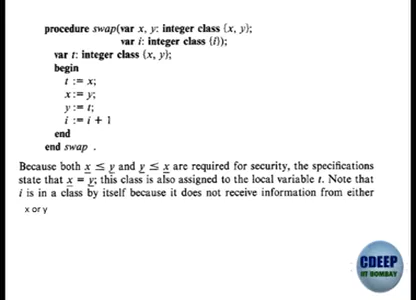 procedure swap(var x, y: integer class {x, y};
var i: integer class {i});
var t: integer class {x, y};
begin
t := x;
x := y;
y := t;
i := i + 1
end
end swap .
Because both x ≤ y and y ≤ x are required for security, the specifications
state that x = y; this class is also assigned to the local variable t. Note that
i is in a class by itself because it does not receive information from either
x or y
CDEEP
IIT BOMBAY